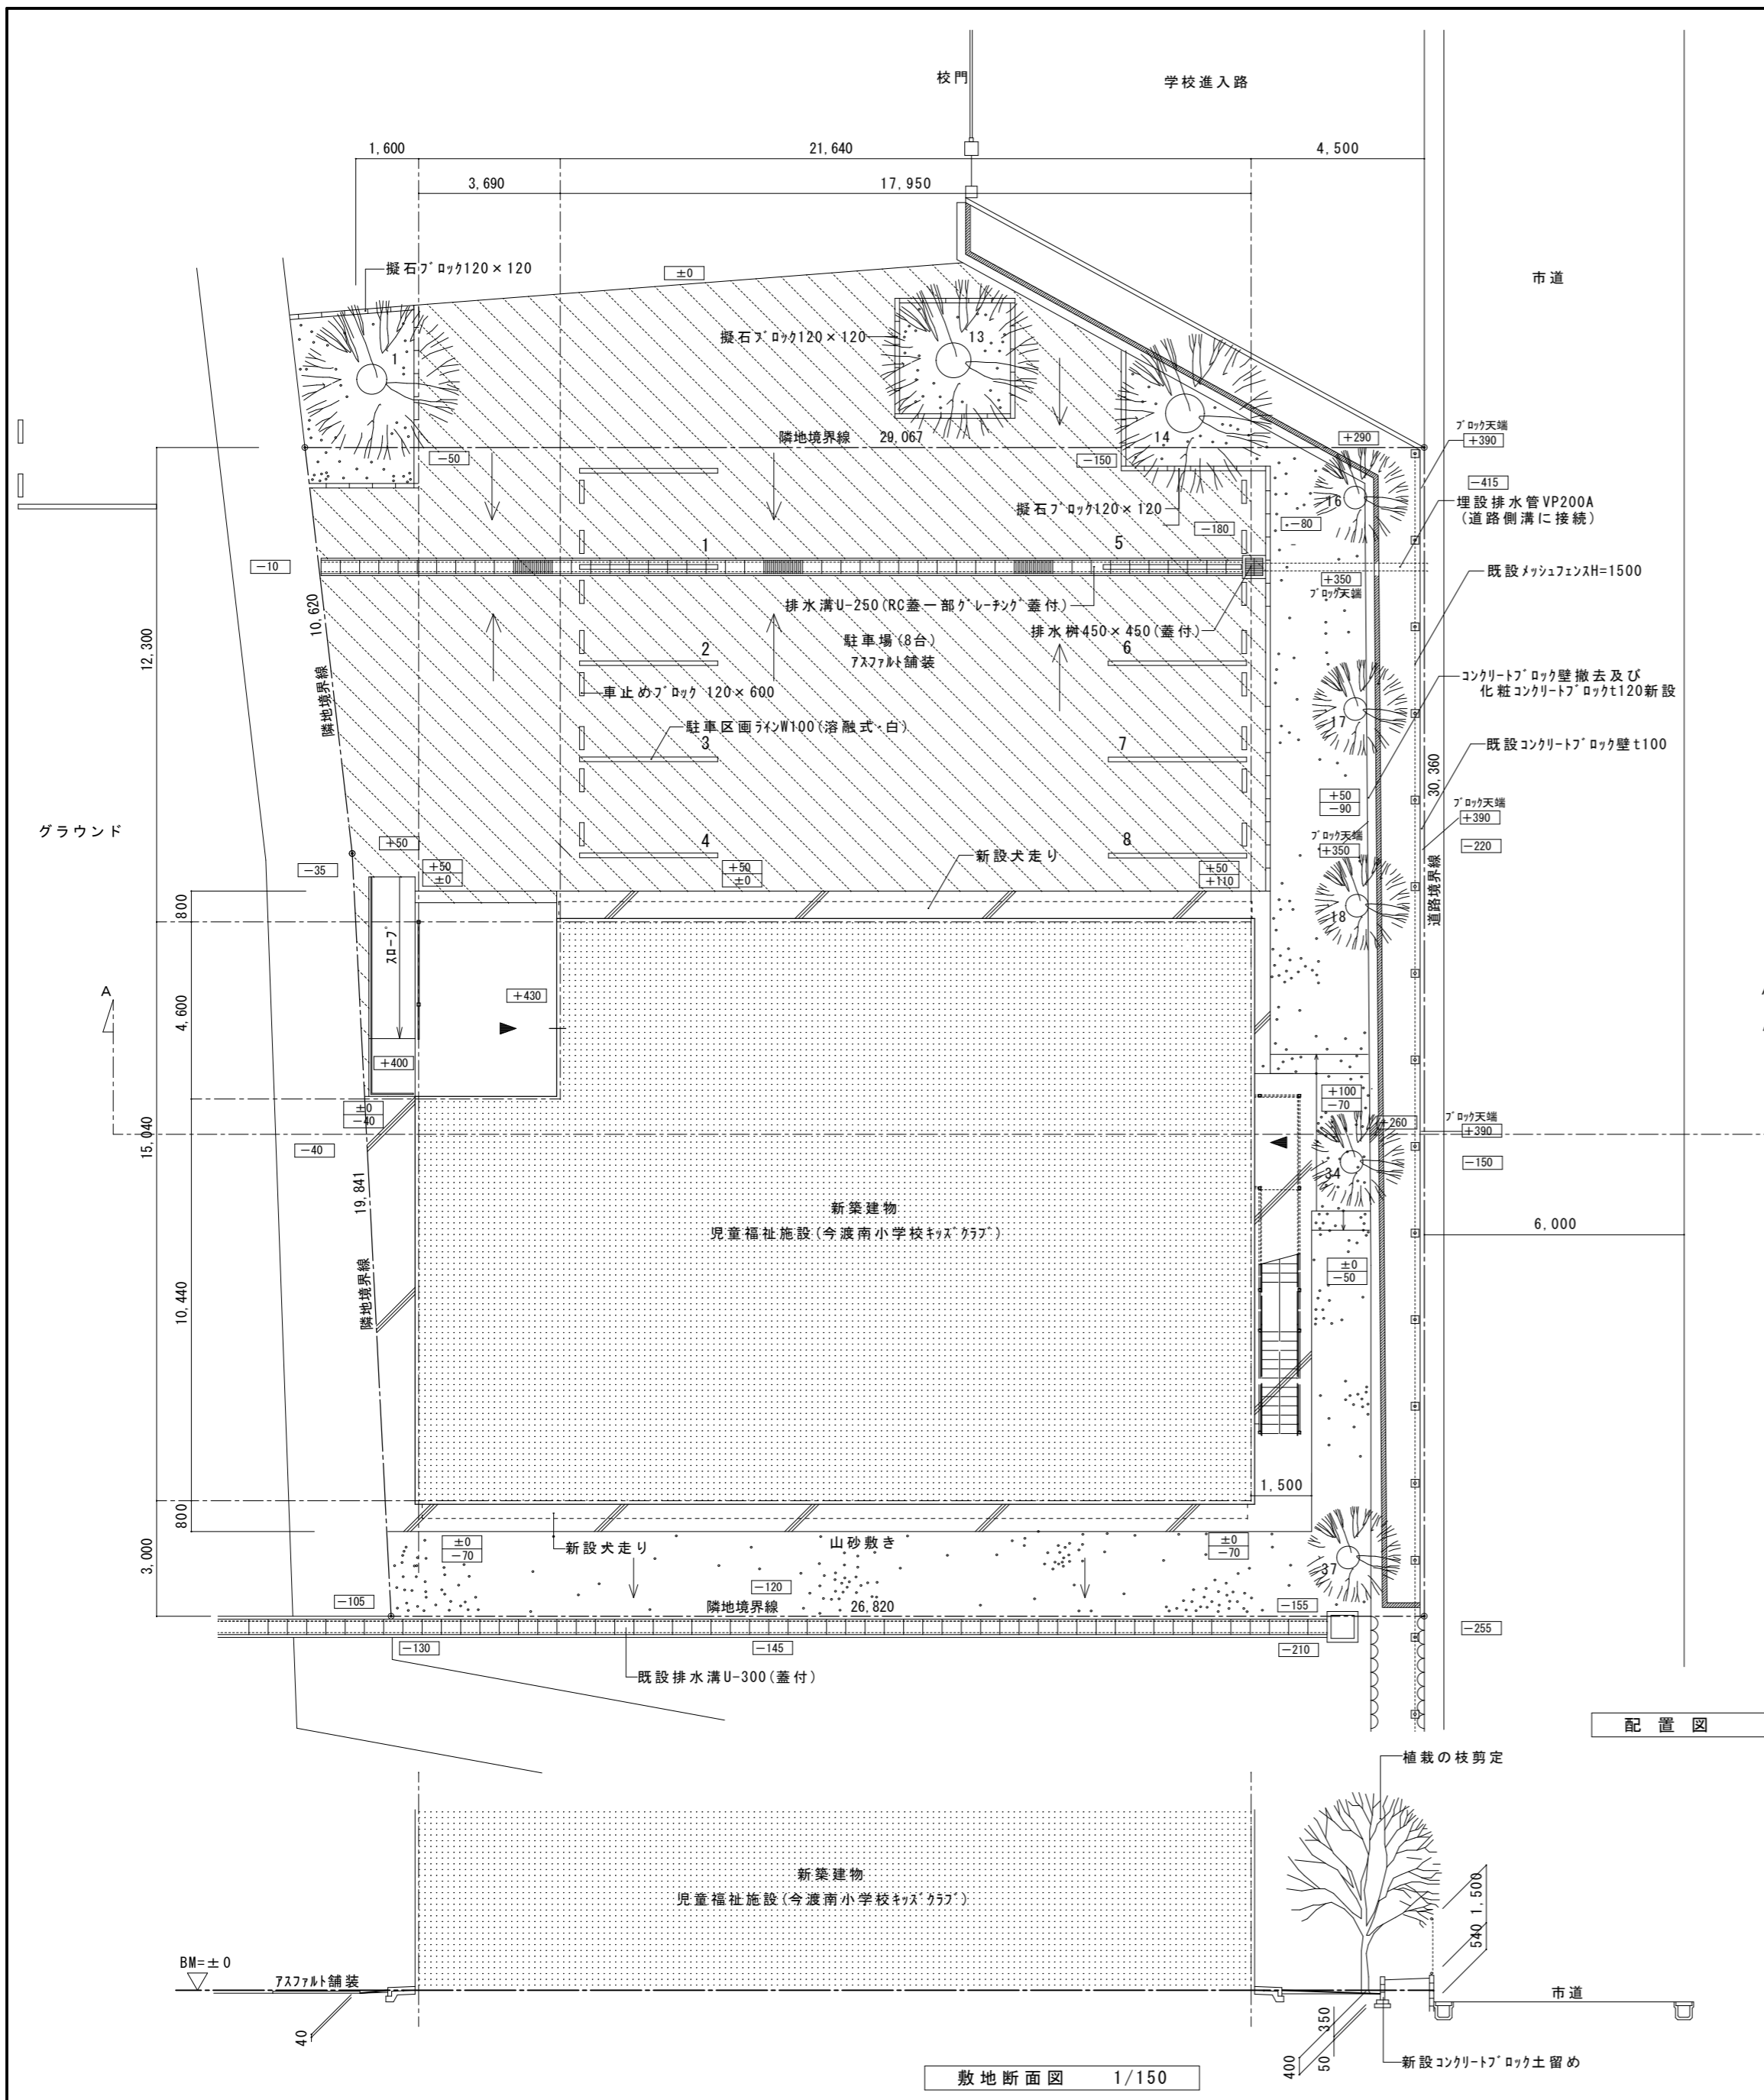 校門
学校進入路
1,600
21,640
4,500
3,690
17,950
擬石ブロック120×120
±0
市道
擬石ブロック120×120
13
1
14
隣地境界線 29,067
+290
ブロック天端
+390
-50
-150
-415
16
擬石ブロック120×120
埋設排水管VP200A
(道路側溝に接続)
-180
-80
1
5
-10
+350
ブロック天端
既設メッシュフェンスH=1500
10,620
排水溝U-250(RC蓋一部グレーチング蓋付)
排水桝450×450(蓋付)
12,300
駐車場(8台)
アスファルト舗装
2
6
隣地境界線
車止めブロック 120×600
コンクリートブロック壁撤去及び
化粧コンクリートブロックt120新設
駐車区画ラインW100(溶融式・白)
17
3
7
既設コンクリートブロック壁t100
30,360
+50
-90
ブロック天端
+390
グラウンド
ブロック天端
+350
4
8
+50
-220
新設犬走り
-35
+50
±0
+50
±0
+50
+110
道路境界線
800
18
スロープ
A
4,600
+430
+400
+100
-70
±0
-40
+260
ブロック天端
+390
15,040
-40
-150
34
19,841
新築建物
児童福祉施設(今渡南小学校キッズクラブ)
6,000
±0
-50
隣地境界線
10,440
1,500
800
±0
-70
新設犬走り
山砂敷き
±0
-70
3,000
37
-120
-105
隣地境界線 26,820
-155
-255
-130
-145
-210
既設排水溝U-300(蓋付)
配置図
植栽の枝剪定
新築建物
児童福祉施設(今渡南小学校キッズクラブ)
1,500
540
BM=±0
アスファルト舗装
市道
40
350
400
50
新設コンクリートブロック土留め
敷地断面図 1/150